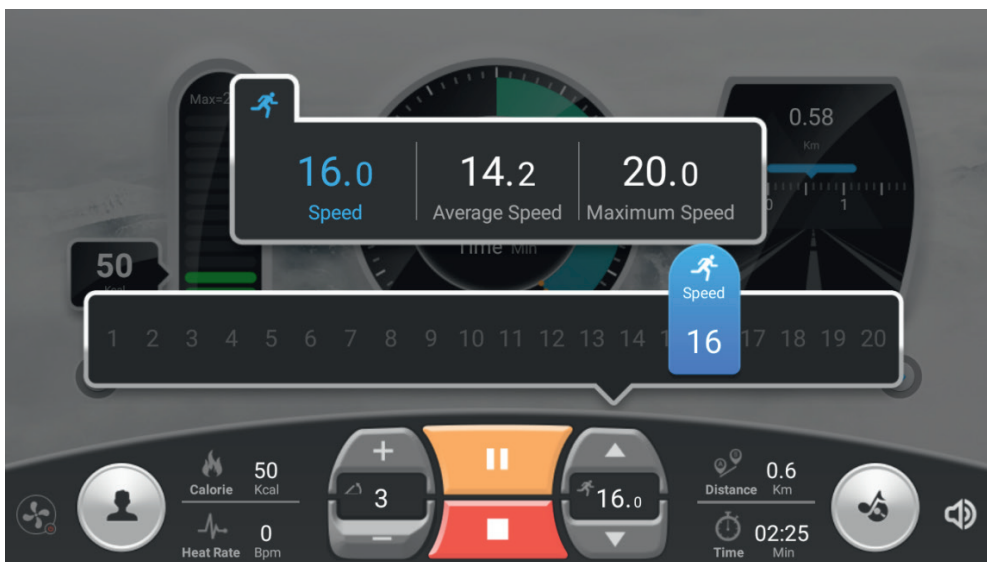 Max=2
0.58
Km
16.0 14.2 20.0
Speed Average Speed Maximum Speed
0 1
Time Min
50
Kcal
Speed
1 2 3 4 5 6 7 8 9 10 11 12 13 14 1 16 17 18 19 20
+
50
Calorie Kcal
3
16.0
0.6
Distance Km
0
Heat Rate Bpm
−
02:25
Time Min